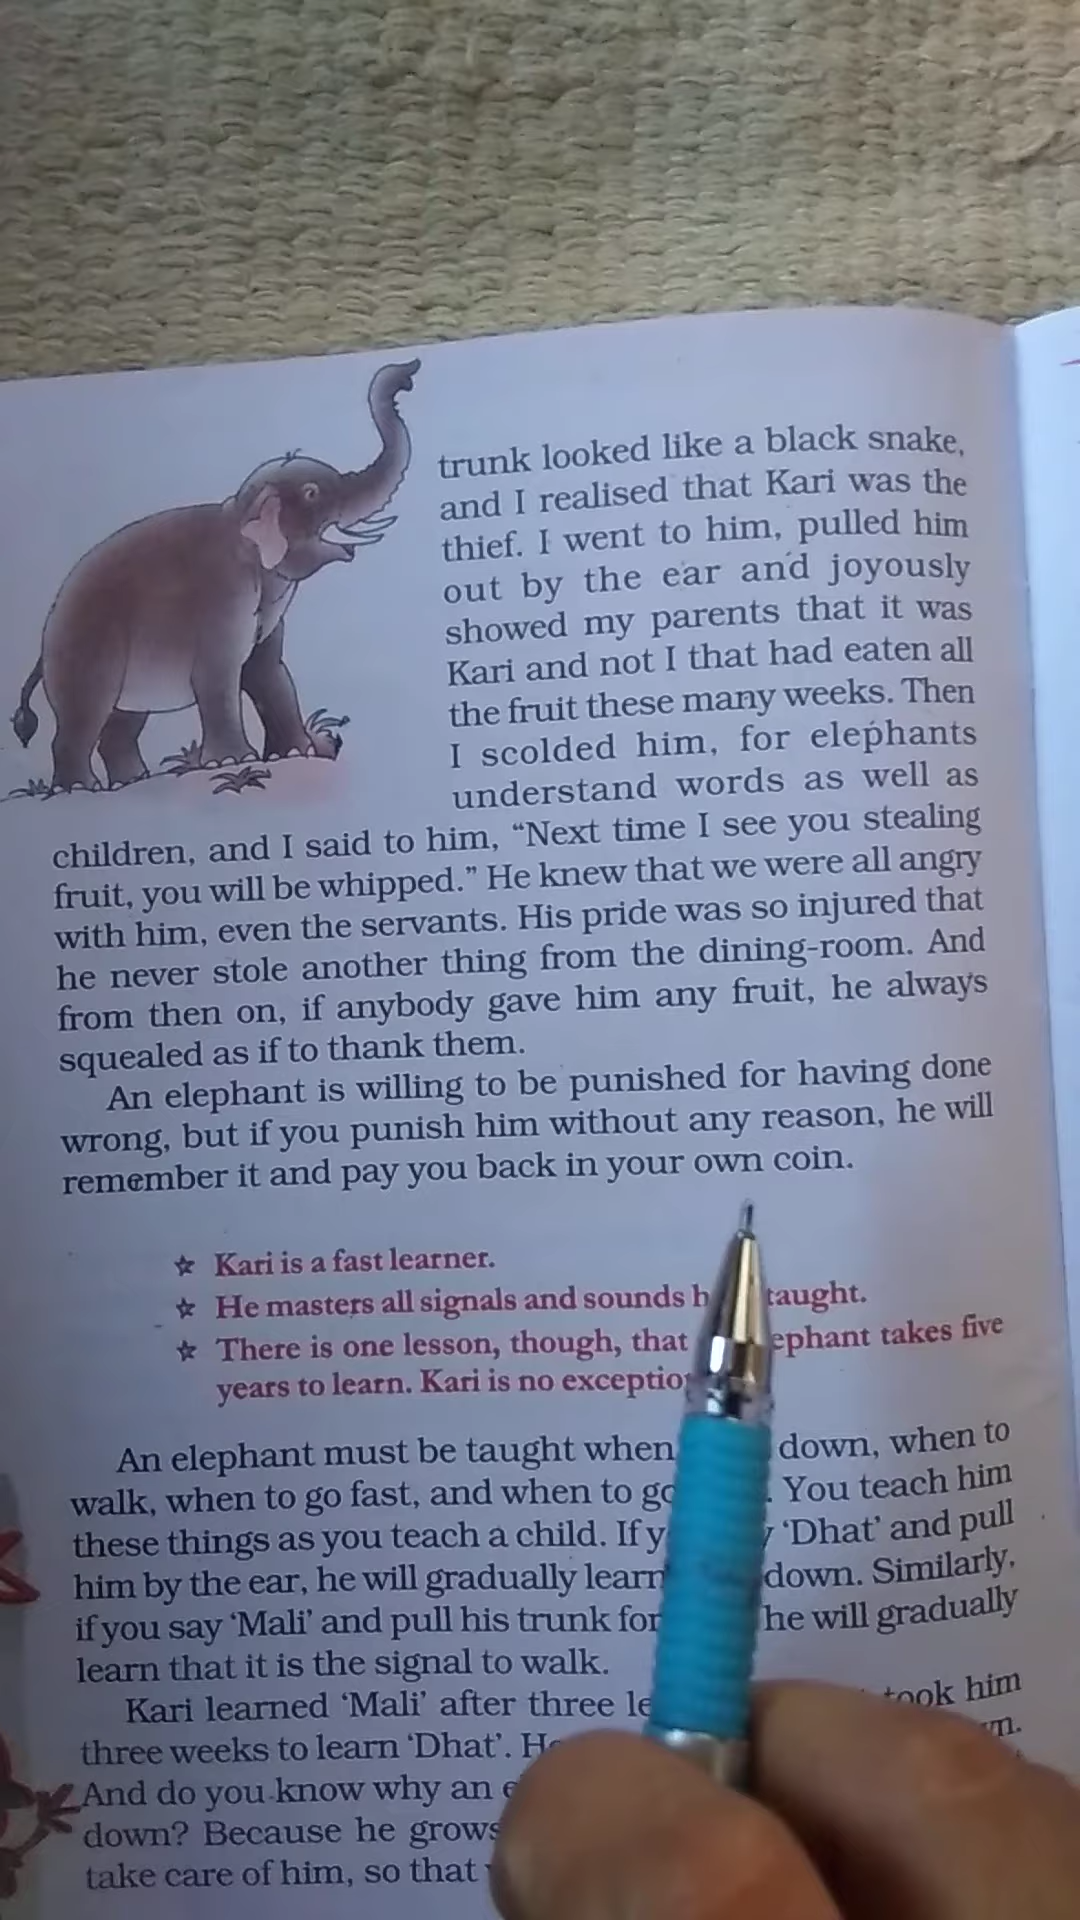 trunk looked like a black snake,
and I realised that Kari was the
thief. I went to him, pulled him
out by the ear and joyously
showed my parents that it was
Kari and not I that had eaten all
the fruit these many weeks. Then
I scolded him, for elephants
understand words as well as
children, and I said to him, “Next time I see you stealing
fruit, you will be whipped.” He knew that we were all angry
with him, even the servants. His pride was so injured that
he never stole another thing from the dining-room. And
from then on, if anybody gave him any fruit, he always
squealed as if to thank them.
An elephant is willing to be punished for having done
wrong, but if you punish him without any reason, he will
remember it and pay you back in your own coin.
☆ Kari is a fast learner.
☆ He masters all signals and sounds taught.
☆ There is one lesson, though, that takes five
years to learn. Kari is no
An elephant must be taught when down, when to
walk, when to go fast, and when to You teach him
these things as you teach a child. If ‘Dhat’ and pull
him by the ear, he will gradually learn down. Similarly,
if you say ‘Mali’ and pull his trunk he will gradually
learn that it is the signal to walk.
Kari learned ‘Mali’ after three took him
three weeks to learn ‘Dhat’.
And do you know why an
down? Because he grows
take care of him, so that